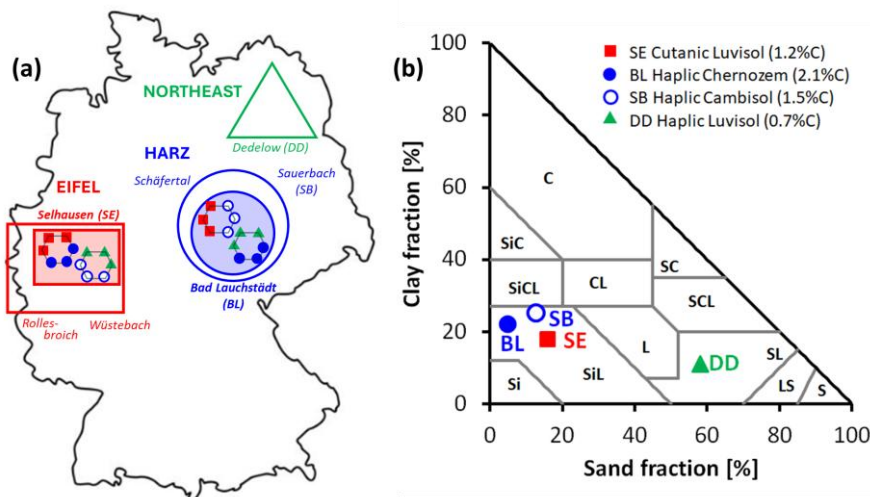 (a)
NORTHEAST
Dedelow (DD)
HARZ
Schäfertal
Sauerbach
(SB)
EIFEL
Selhausen (SE)
Bad Lauchstädt
(BL)
Rolles-
broich
Wüstebach
(b)
SE Cutanic Luvisol (1.2%C)
BL Haplic Chernozem (2.1%C)
SB Haplic Cambisol (1.5%C)
DD Haplic Luvisol (0.7%C)
Clay fraction [%]
100
80
60
40
20
0
C
SiC
SC
SiCL
CL
SCL
SB
BL
SE
L
DD
SL
Si
SiL
LS
S
0
20
40
60
80
100
Sand fraction [%]